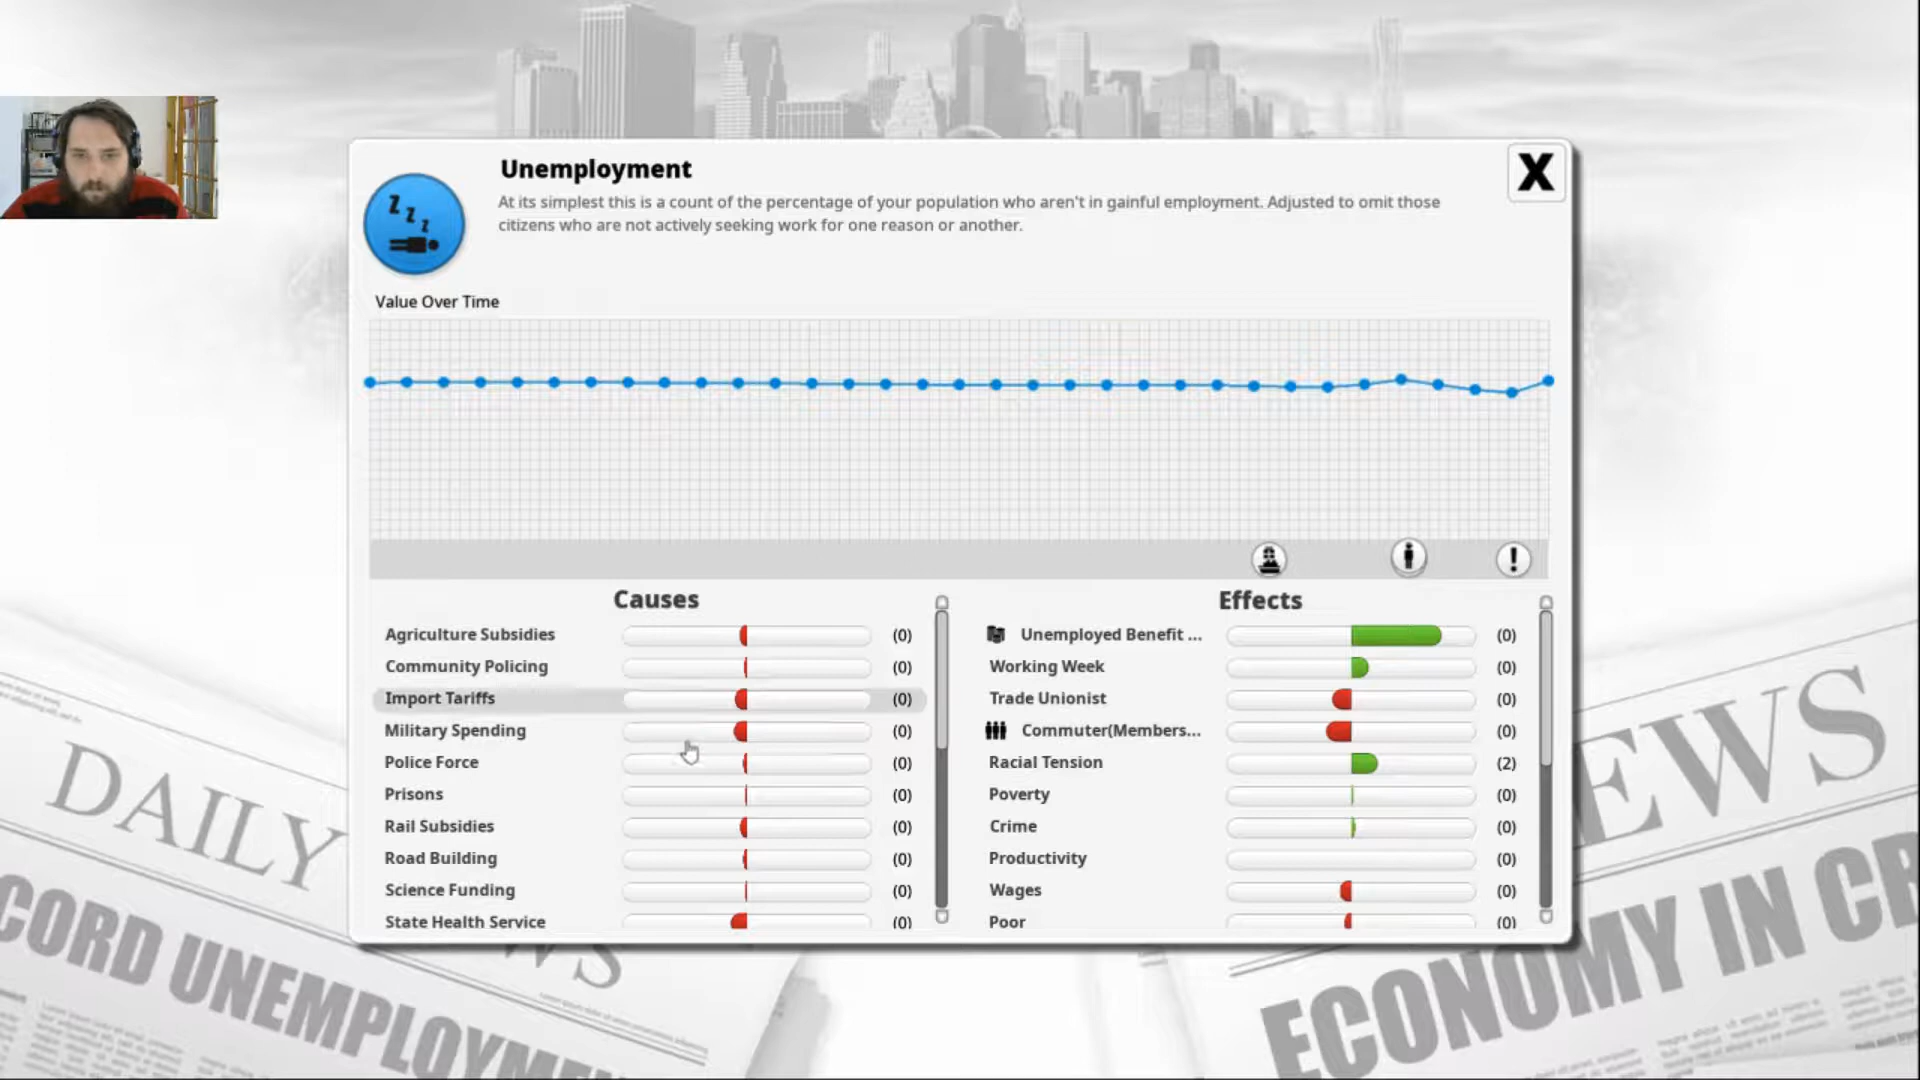 Unemployment
X
At its simplest this is a count of the percentage of your population who aren't in gainful employment. Adjusted to omit those
citizens who are not actively seeking work for one reason or another.
z z z
Value Over Time
!
Causes
Agriculture Subsidies (0)
Community Policing (0)
Import Tariffs (0)
Military Spending (0)
Police Force (0)
Prisons (0)
Rail Subsidies (0)
Road Building (0)
Science Funding (0)
State Health Service (0)
Effects
Unemployed Benefit ... (0)
Working Week (0)
Trade Unionist (0)
Commuter(Members... (0)
Racial Tension (2)
Poverty (0)
Crime (0)
Productivity (0)
Wages (0)
Poor (0)
DAILY
NEWS
CORD UNEMPLOYME
EWS
ECONOMY IN CR